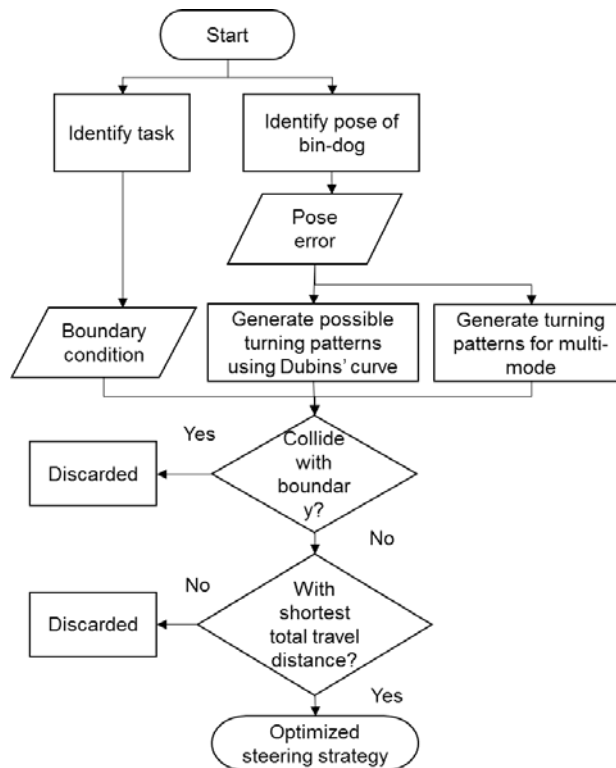 Start
Identify task
Identify pose of
bin-dog
Pose
error
Boundary
condition
Generate possible
turning patterns
using Dubins' curve
Generate turning
patterns for multi-
mode
Yes
Collide
with
boundar
y?
Discarded
No
No
With
shortest
total travel
distance?
Discarded
Yes
Optimized
steering strategy